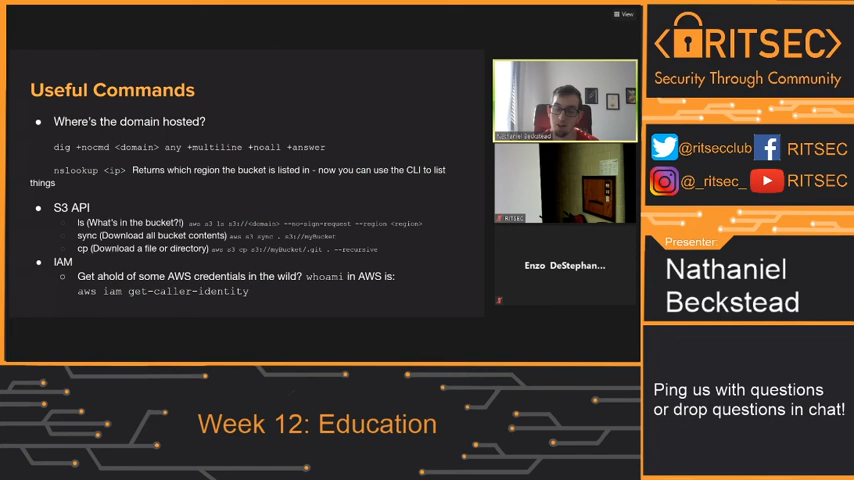 View
Useful Commands
Where's the domain hosted?
dig +nocmd <domain> any +multiline +noall +answer
nslookup <ip> Returns which region the bucket is listed in - now you can use the CLI to list
things
S3 API
ls (What's in the bucket?!) aws s3 ls s3://<domain> --no-sign-request --region <region>
sync (Download all bucket contents) aws s3 sync . s3://myBucket
cp (Download a file or directory) aws s3 cp s3://myBucket/.git . --recursive
IAM
Get ahold of some AWS credentials in the wild? whoami in AWS is:
aws iam get-caller-identity
Nathaniel Beckstead
RITSEC
Enzo DeStephan...
<RITSEC>
Security Through Community
@ritsecclub
RITSEC
@_ritsec_
RITSEC
Presenter:
Nathaniel
Beckstead
Ping us with questions
or drop questions in chat!
Week 12: Education